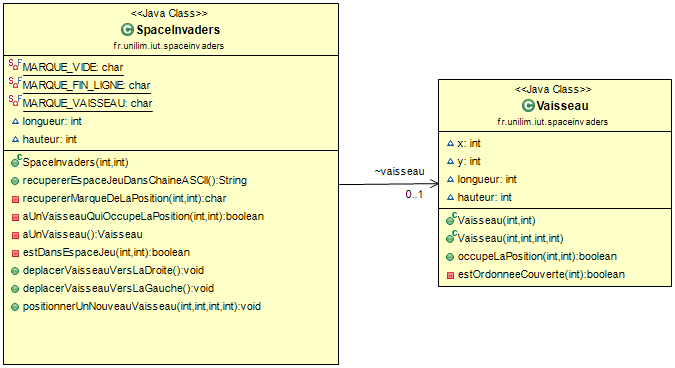 <<Java Class>>
SpaceInvaders
fr.unilim.iut.spaceinvaders
MARQUE_VIDE: char
MARQUE_FIN_LIGNE: char
MARQUE_VAISSEAU: char
longueur: int
hauteur: int
SpaceInvaders(int,int)
recupererEspaceJeuDansChaineASCII():String
recupererMarqueDeLaPosition(int,int):char
aUnVaisseauQuiOccupeLaPosition(int,int):boolean
aUnVaisseau():Vaisseau
estDansEspaceJeu(int,int):boolean
deplacerVaisseauVersLaDroite():void
deplacerVaisseauVersLaGauche():void
positionnerUnNouveauVaisseau(int,int,int,int):void
~vaisseau
0..1
<<Java Class>>
Vaisseau
fr.unilim.iut.spaceinvaders
x: int
y: int
longueur: int
hauteur: int
Vaisseau(int,int)
Vaisseau(int,int,int,int)
occupeLaPosition(int,int):boolean
estOrdonneeCouverte(int):boolean